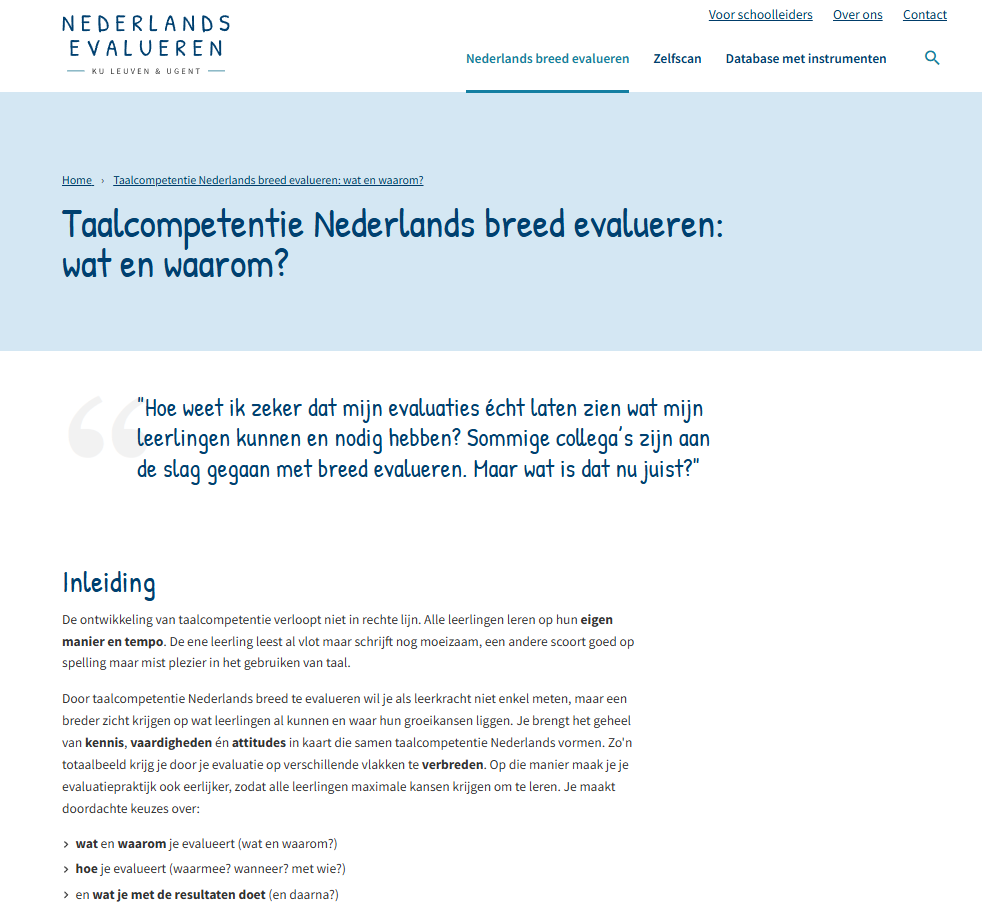 NEDERLANDS
EVALUEREN
KU LEUVEN & UGENT
Voor schoolleiders Over ons Contact
Nederlands breed evalueren Zelfscan Database met instrumenten
Home › Taalcompetentie Nederlands breed evalueren: wat en waarom?
Taalcompetentie Nederlands breed evalueren:
wat en waarom?
"Hoe weet ik zeker dat mijn evaluaties écht laten zien wat mijn
leerlingen kunnen en nodig hebben? Sommige collega's zijn aan
de slag gegaan met breed evalueren. Maar wat is dat nu juist?"
Inleiding
De ontwikkeling van taalcompetentie verloopt niet in rechte lijn. Alle leerlingen leren op hun eigen
manier en tempo. De ene leerling leest al vlot maar schrijft nog moeizaam, een andere scoort goed op
spelling maar mist plezier in het gebruiken van taal.
Door taalcompetentie Nederlands breed te evalueren wil je als leerkracht niet enkel meten, maar een
breder zicht krijgen op wat leerlingen al kunnen en waar hun groeikansen liggen. Je brengt het geheel
van kennis, vaardigheden én attitudes in kaart die samen taalcompetentie Nederlands vormen. Zo'n
totaalbeeld krijg je door je evaluatie op verschillende vlakken te verbreden. Op die manier maak je je
evaluatiepraktijk ook eerlijker, zodat alle leerlingen maximale kansen krijgen om te leren. Je maakt
doordachte keuzes over:
› wat en waarom je evalueert (wat en waarom?)
› hoe je evalueert (waarmee? wanneer? met wie?)
› en wat je met de resultaten doet (en daarna?)